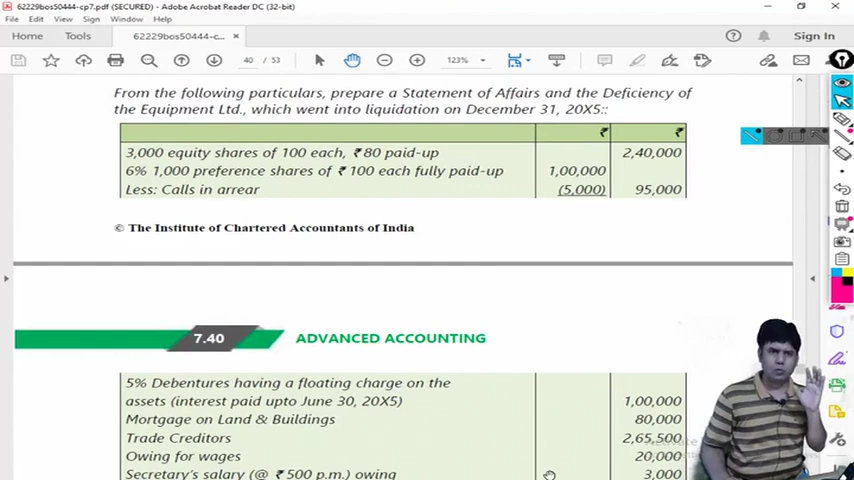 62229bos50444-cp7.pdf (SECURED) - Adobe Acrobat Reader DC (32-bit)
File Edit View Sign Window Help
Home Tools 62229bos50444-c... × Sign In
40 / 53 123%
From the following particulars, prepare a Statement of Affairs and the Deficiency of
the Equipment Ltd., which went into liquidation on December 31, 20X5::
₹ ₹
3,000 equity shares of 100 each, ₹ 80 paid-up 2,40,000
6% 1,000 preference shares of ₹ 100 each fully paid-up 1,00,000
Less: Calls in arrear (5,000) 95,000
© The Institute of Chartered Accountants of India
7.40 ADVANCED ACCOUNTING
5% Debentures having a floating charge on the
assets (interest paid upto June 30, 20X5) 1,00,000
Mortgage on Land & Buildings 80,000
Trade Creditors 2,65,500
Owing for wages 20,000
Secretary's salary (@ ₹ 500 p.m.) owing 3,000